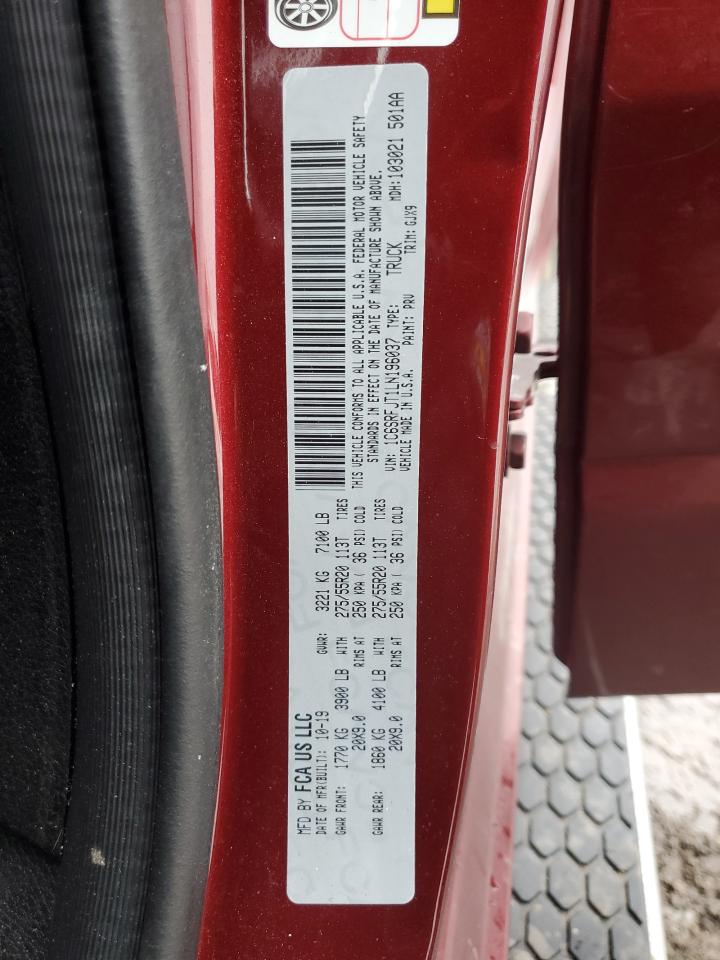 MFD BY FCA US LLC
DATE OF MFR(BUILT): 10-19 GVWR: 3221 KG 7100 LB
GAWR FRONT: 1770 KG 3900 LB WITH 275/55R20 113T TIRES
20X9.0 RIMS AT 250 KPA ( 36 PSI) COLD
GAWR REAR: 1860 KG 4100 LB WITH 275/55R20 113T TIRES
20X9.0 RIMS AT 250 KPA ( 36 PSI) COLD
THIS VEHICLE CONFORMS TO ALL APPLICABLE U.S.A. FEDERAL MOTOR VEHICLE SAFETY
STANDARDS IN EFFECT ON THE DATE OF MANUFACTURE SHOWN ABOVE.
VIN: 1C6SRFJT1LN196037 TYPE: TRUCK MDH:103021 501AA
VEHICLE MADE IN U.S.A. PAINT: PRV TRIM: GJX9